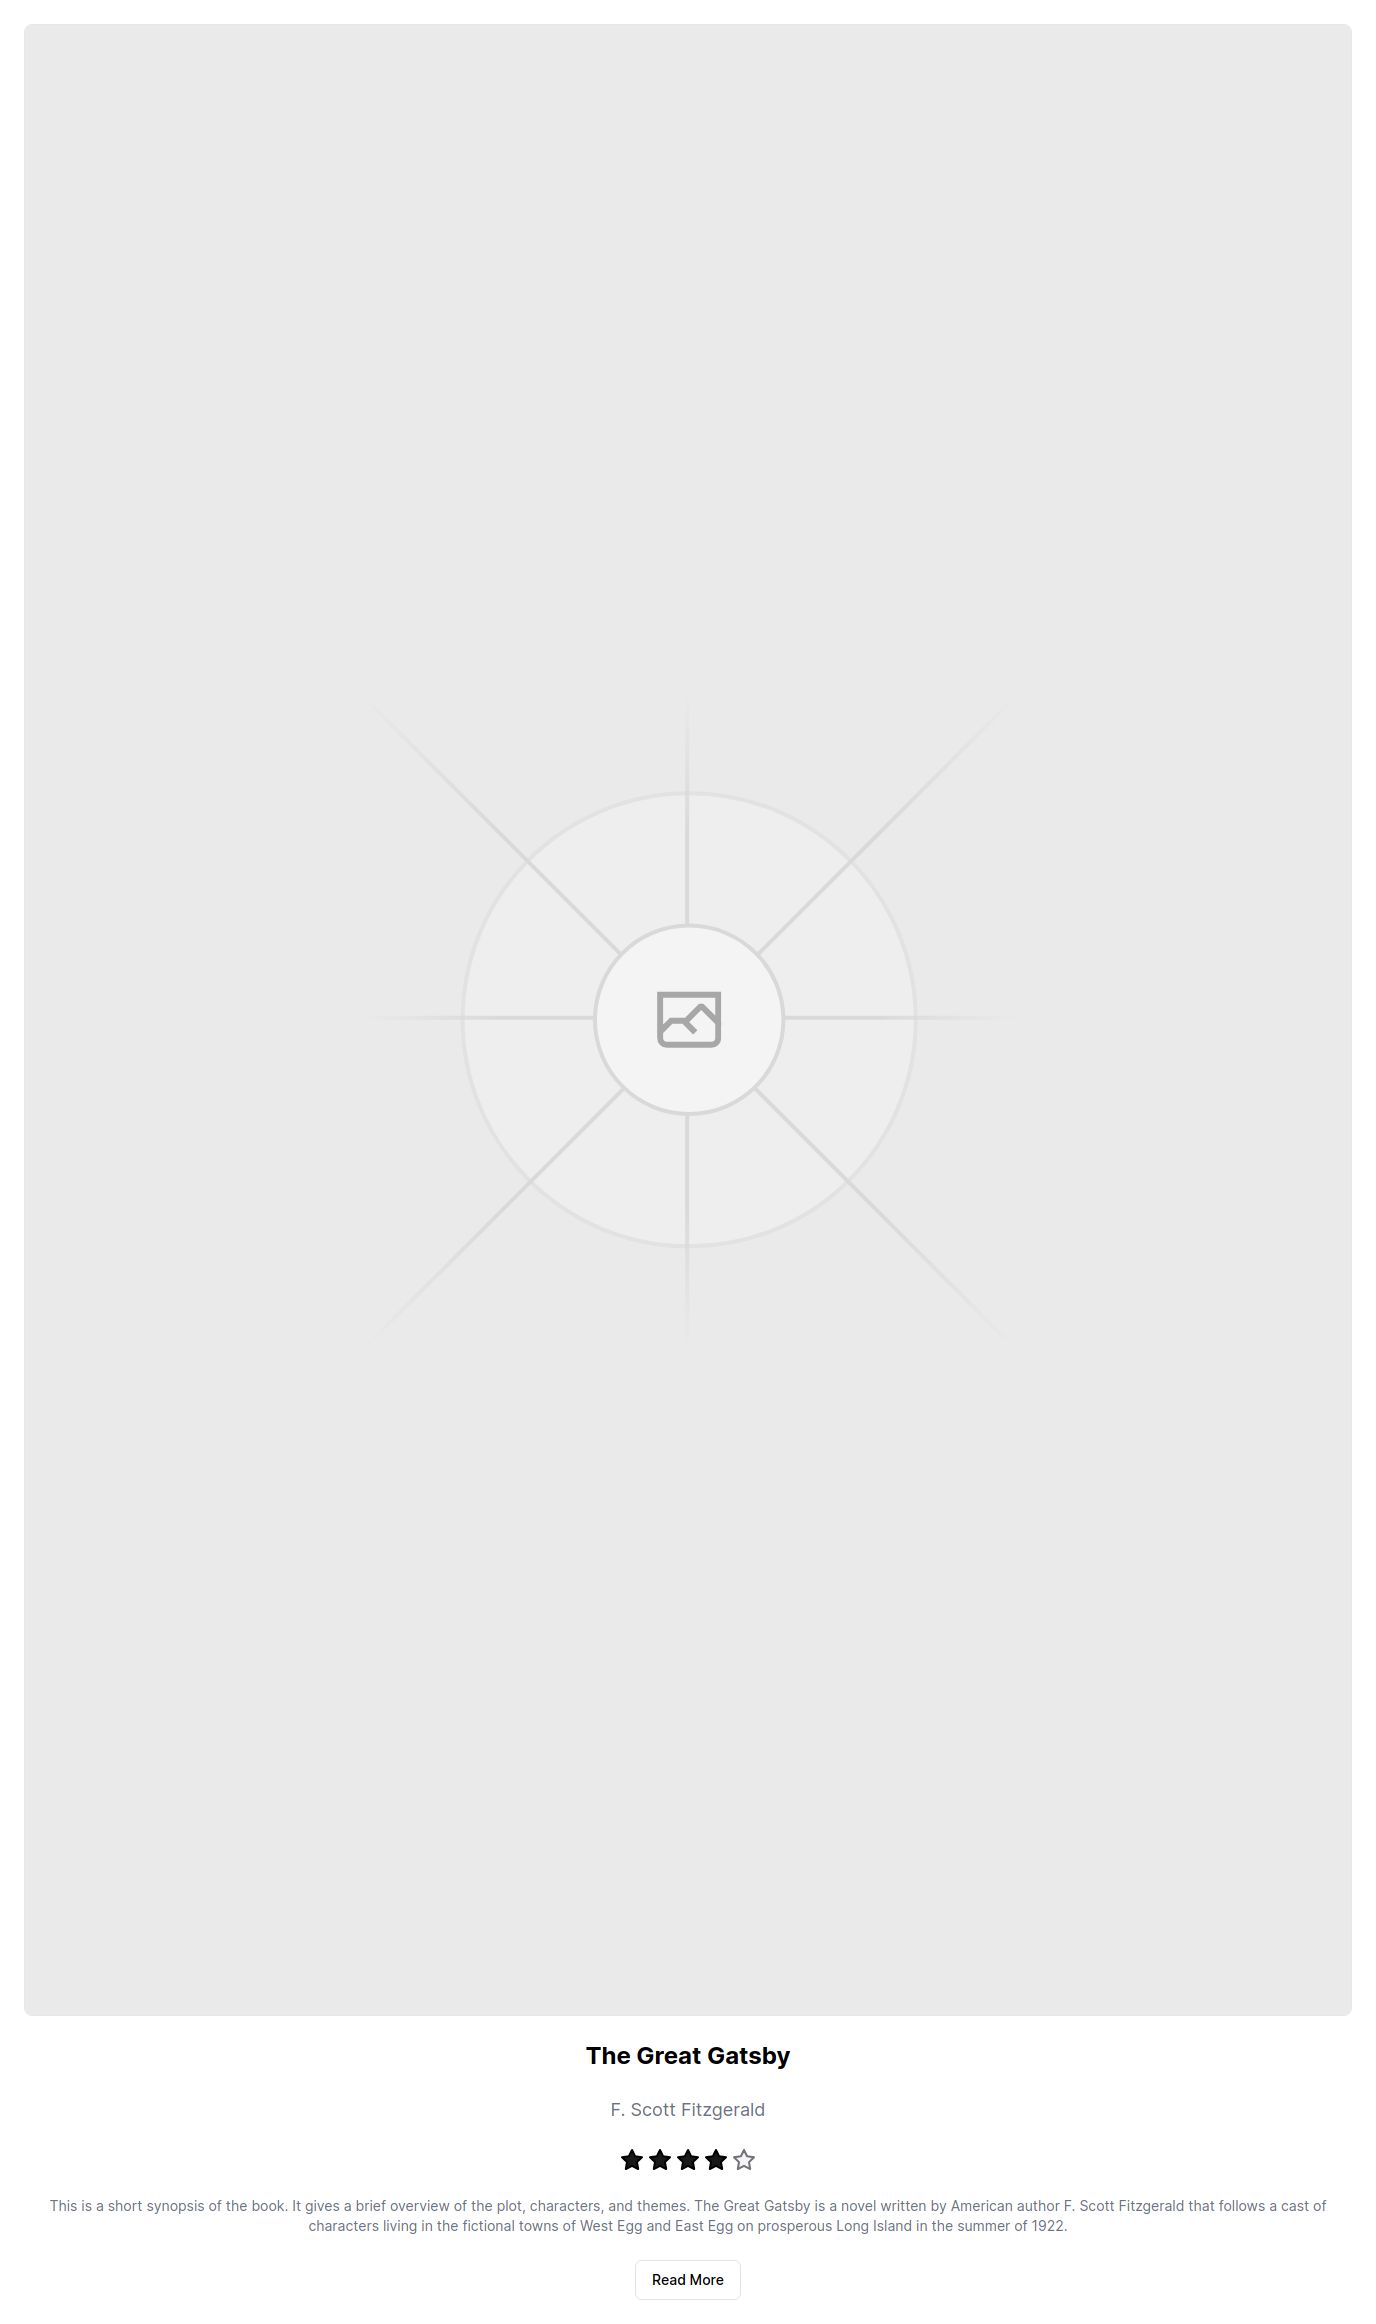 The Great Gatsby
F. Scott Fitzgerald
This is a short synopsis of the book. It gives a brief overview of the plot, characters, and themes. The Great Gatsby is a novel written by American author F. Scott Fitzgerald that follows a cast of
characters living in the fictional towns of West Egg and East Egg on prosperous Long Island in the summer of 1922.
Read More